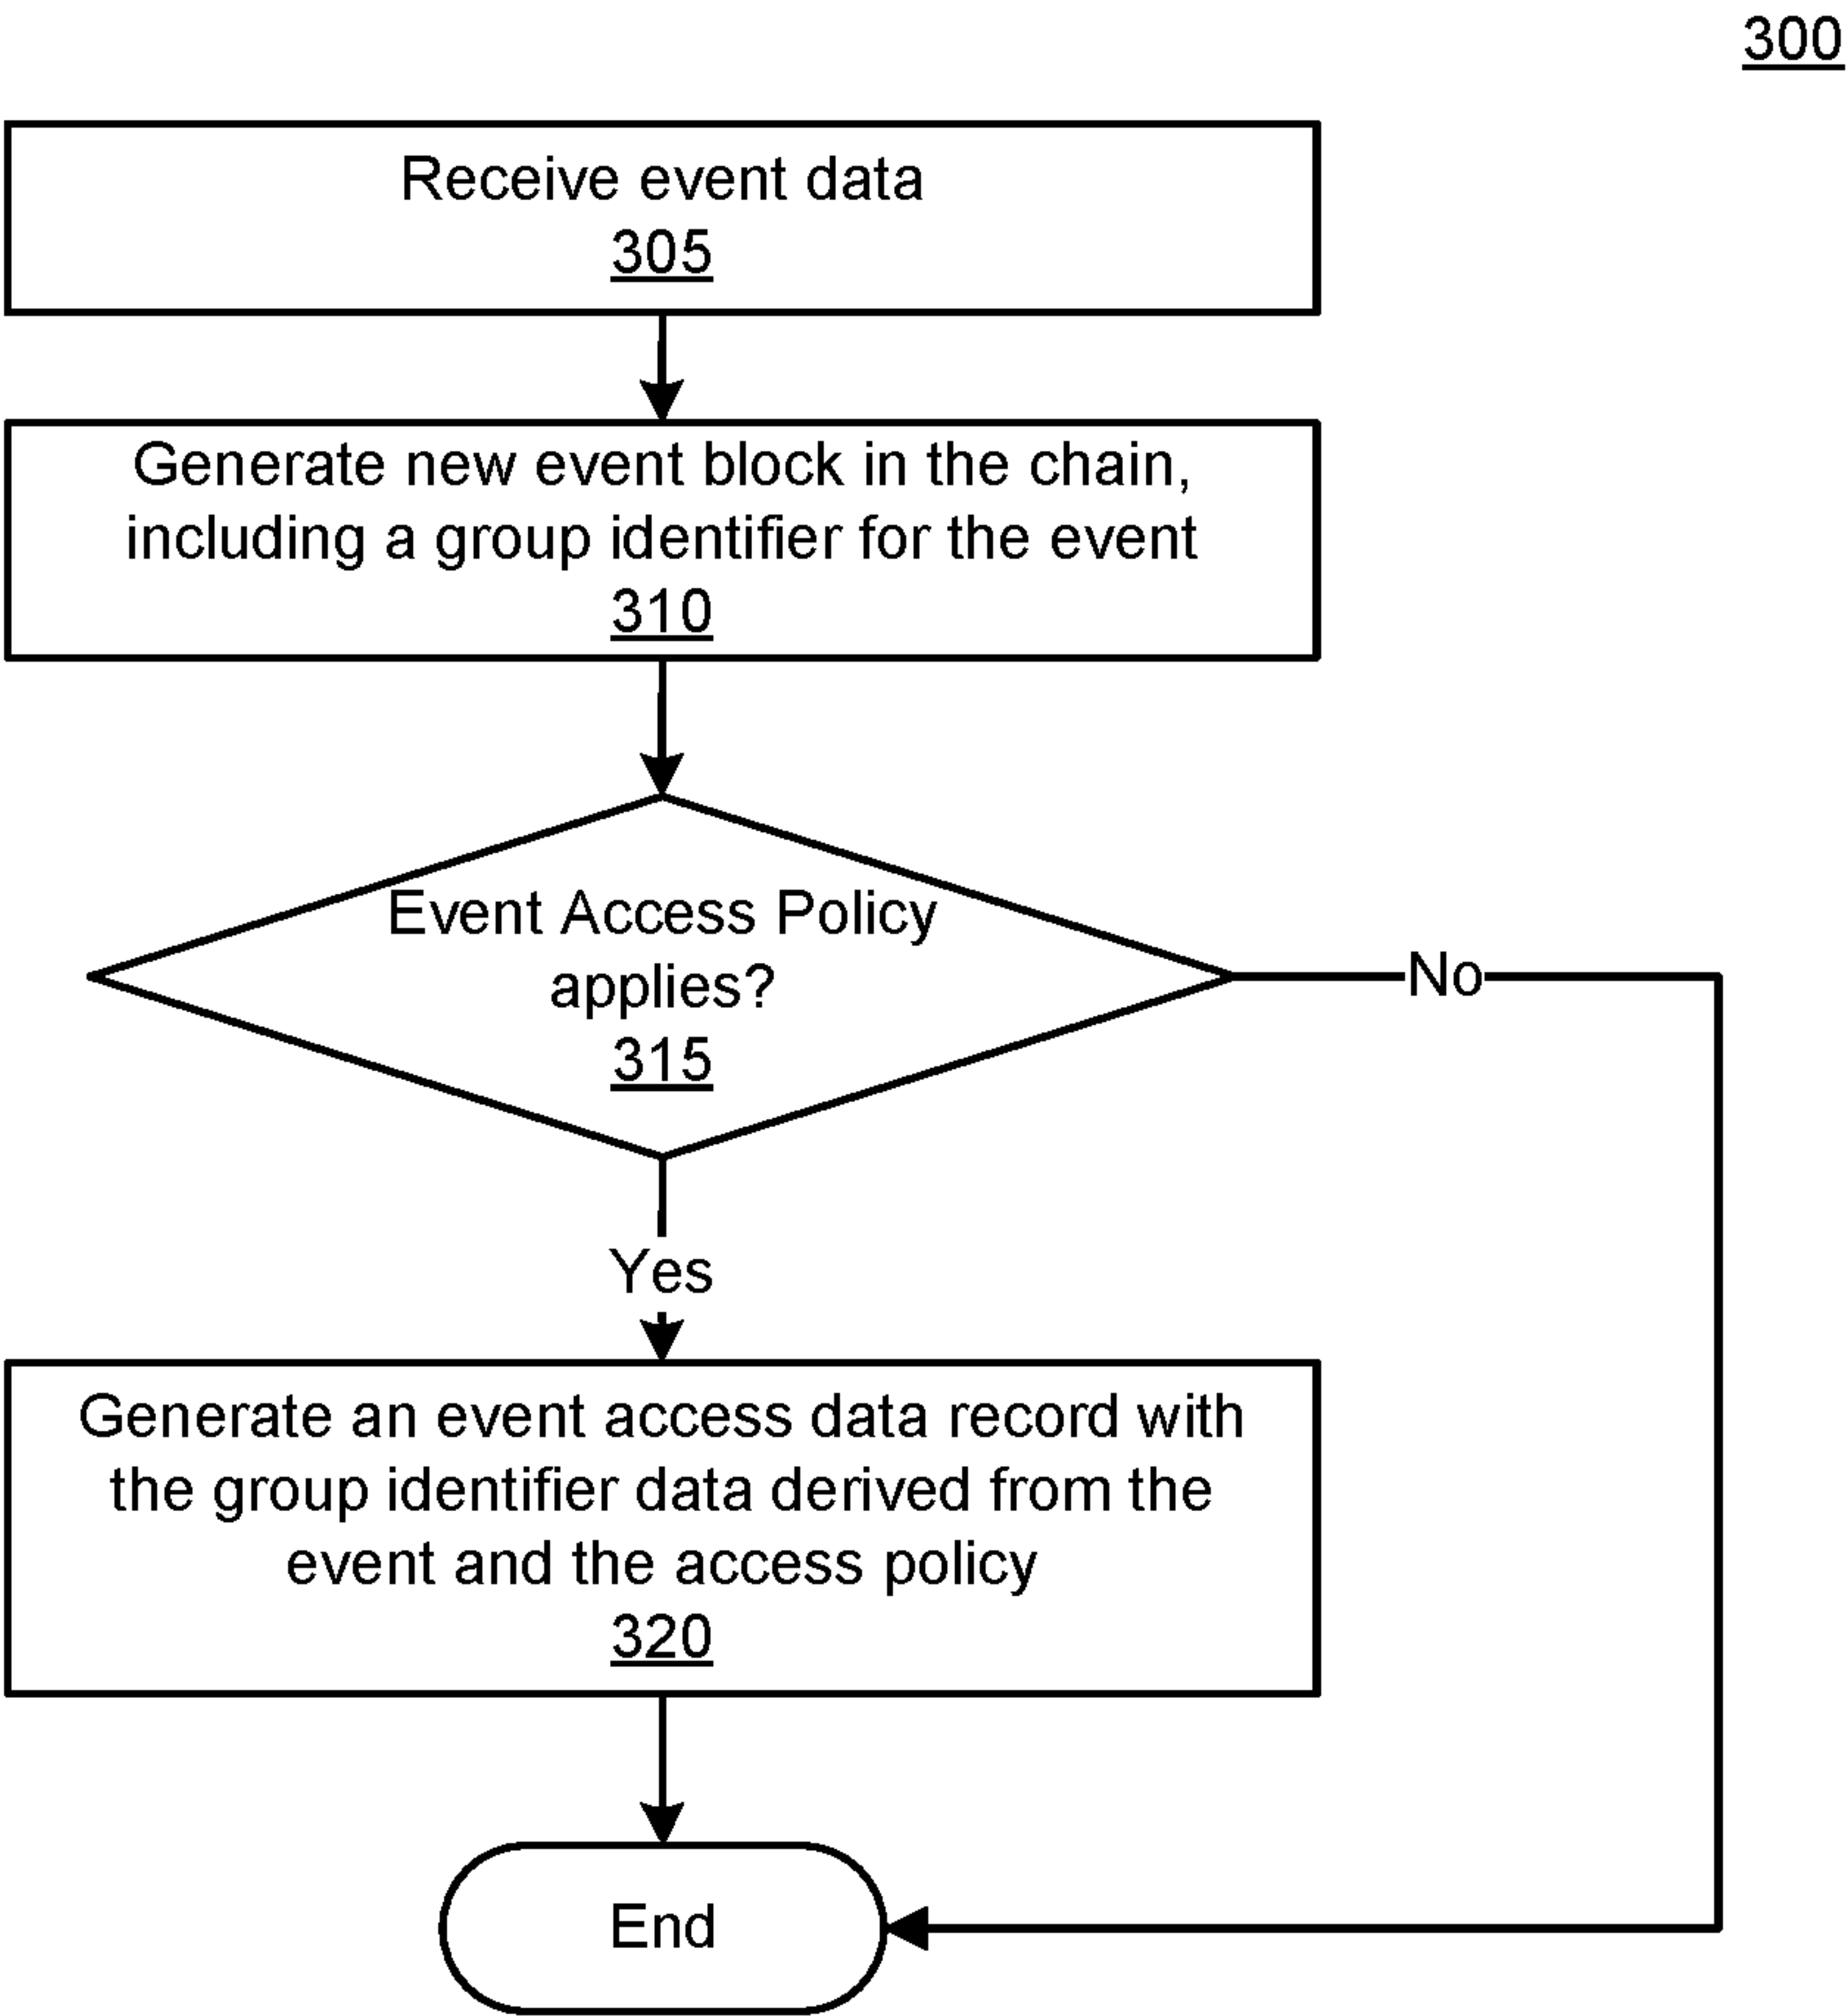 300
Receive event data
305
Generate new event block in the chain,
including a group identifier for the event
310
Event Access Policy
applies?
315
No
Yes
Generate an event access data record with
the group identifier data derived from the
event and the access policy
320
End